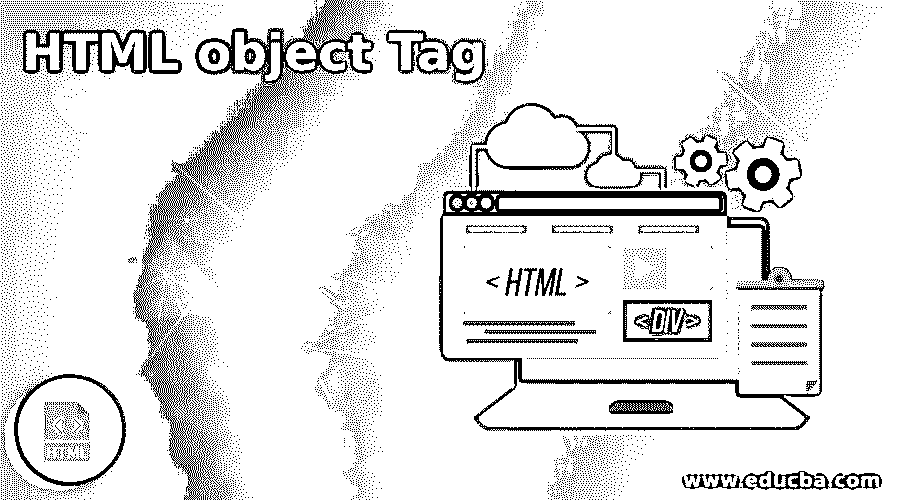 HTML object Tag
< HTML >
<DIV>
HTML
www.educba.com